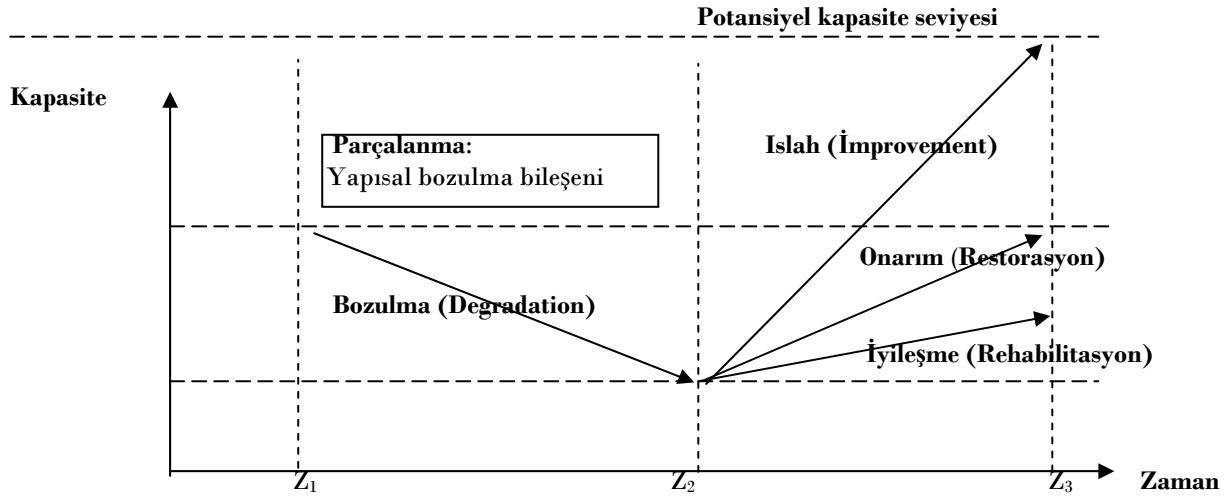 Potansiyel kapasite seviyesi
Kapasite
Parçalanma:
Yapısal bozulma bileşeni
Islah (İmprovement)
Onarım (Restorasyon)
Bozulma (Degradation)
İyileşme (Rehabilitasyon)
Z1 Z2 Z3 Zaman